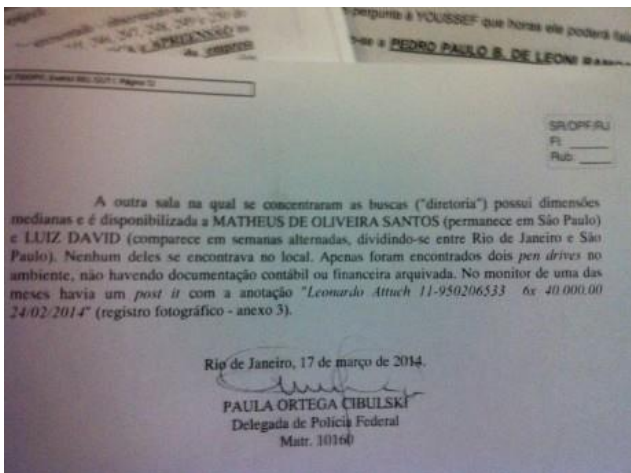 pergunta à YOUSSEF que horas ele poderá
a PEDRO PAULO B. DE LEONI RAMOS
APREENSÃO
SR/DPF/RJ
Fl:
Rub:
A outra sala na qual se concentraram as buscas ("diretoria") possui dimensões
medianas e é disponibilizada a MATHEUS DE OLIVEIRA SANTOS (permanece em São Paulo)
e LUIZ DAVID (comparece em semanas alternadas, dividindo-se entre Rio de Janeiro e São
Paulo). Nenhum deles se encontrava no local. Apenas foram encontrados dois pen drives no
ambiente, não havendo documentação contábil ou financeira arquivada. No monitor de uma das
meses havia um post it com a anotação "Leonardo Attuch 11-950206533 6x 40.000,00
24/02/2014" (registro fotográfico - anexo 3).
Rio de Janeiro, 17 de março de 2014.
PAULA ORTEGA CIBULSKI
Delegada de Polícia Federal
Matr. 10160